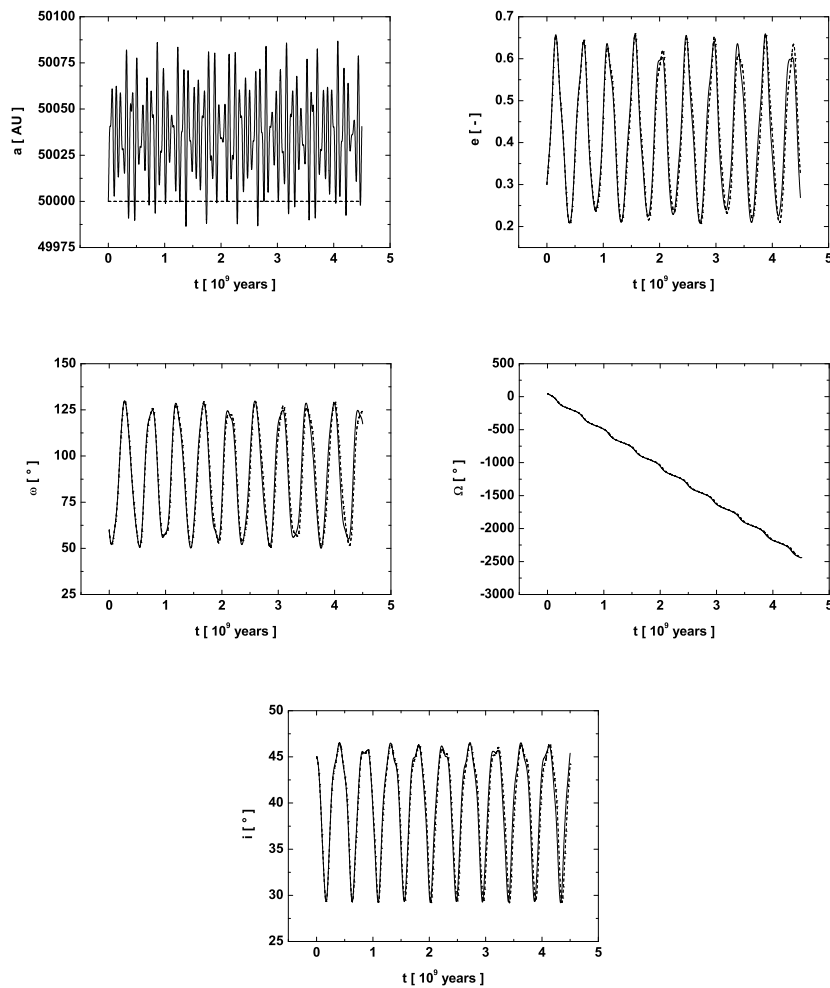 50100
50075
50050
50025
50000
49975
a [ AU ]
0 1 2 3 4 5
t [ 10⁹ years ]
0.7
0.6
0.5
0.4
0.3
0.2
e [ - ]
0 1 2 3 4 5
t [ 10⁹ years ]
150
125
100
75
50
25
ω [ ° ]
0 1 2 3 4 5
t [ 10⁹ years ]
500
0
-500
-1000
-1500
-2000
-2500
-3000
Ω [ ° ]
0 1 2 3 4 5
t [ 10⁹ years ]
50
45
40
35
30
25
i [ ° ]
0 1 2 3 4 5
t [ 10⁹ years ]